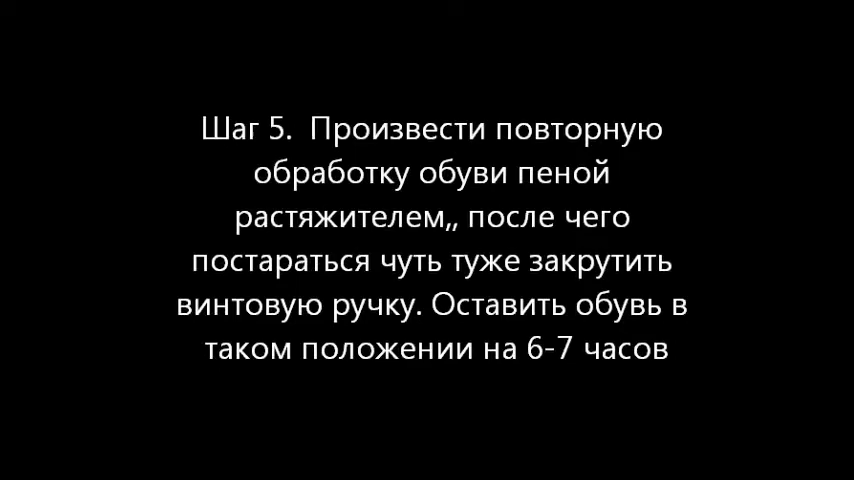 Шаг 5.  Произвести повторную
обработку обуви пеной
растяжителем,, после чего
постараться чуть туже закрутить
винтовую ручку. Оставить обувь в
таком положении на 6-7 часов